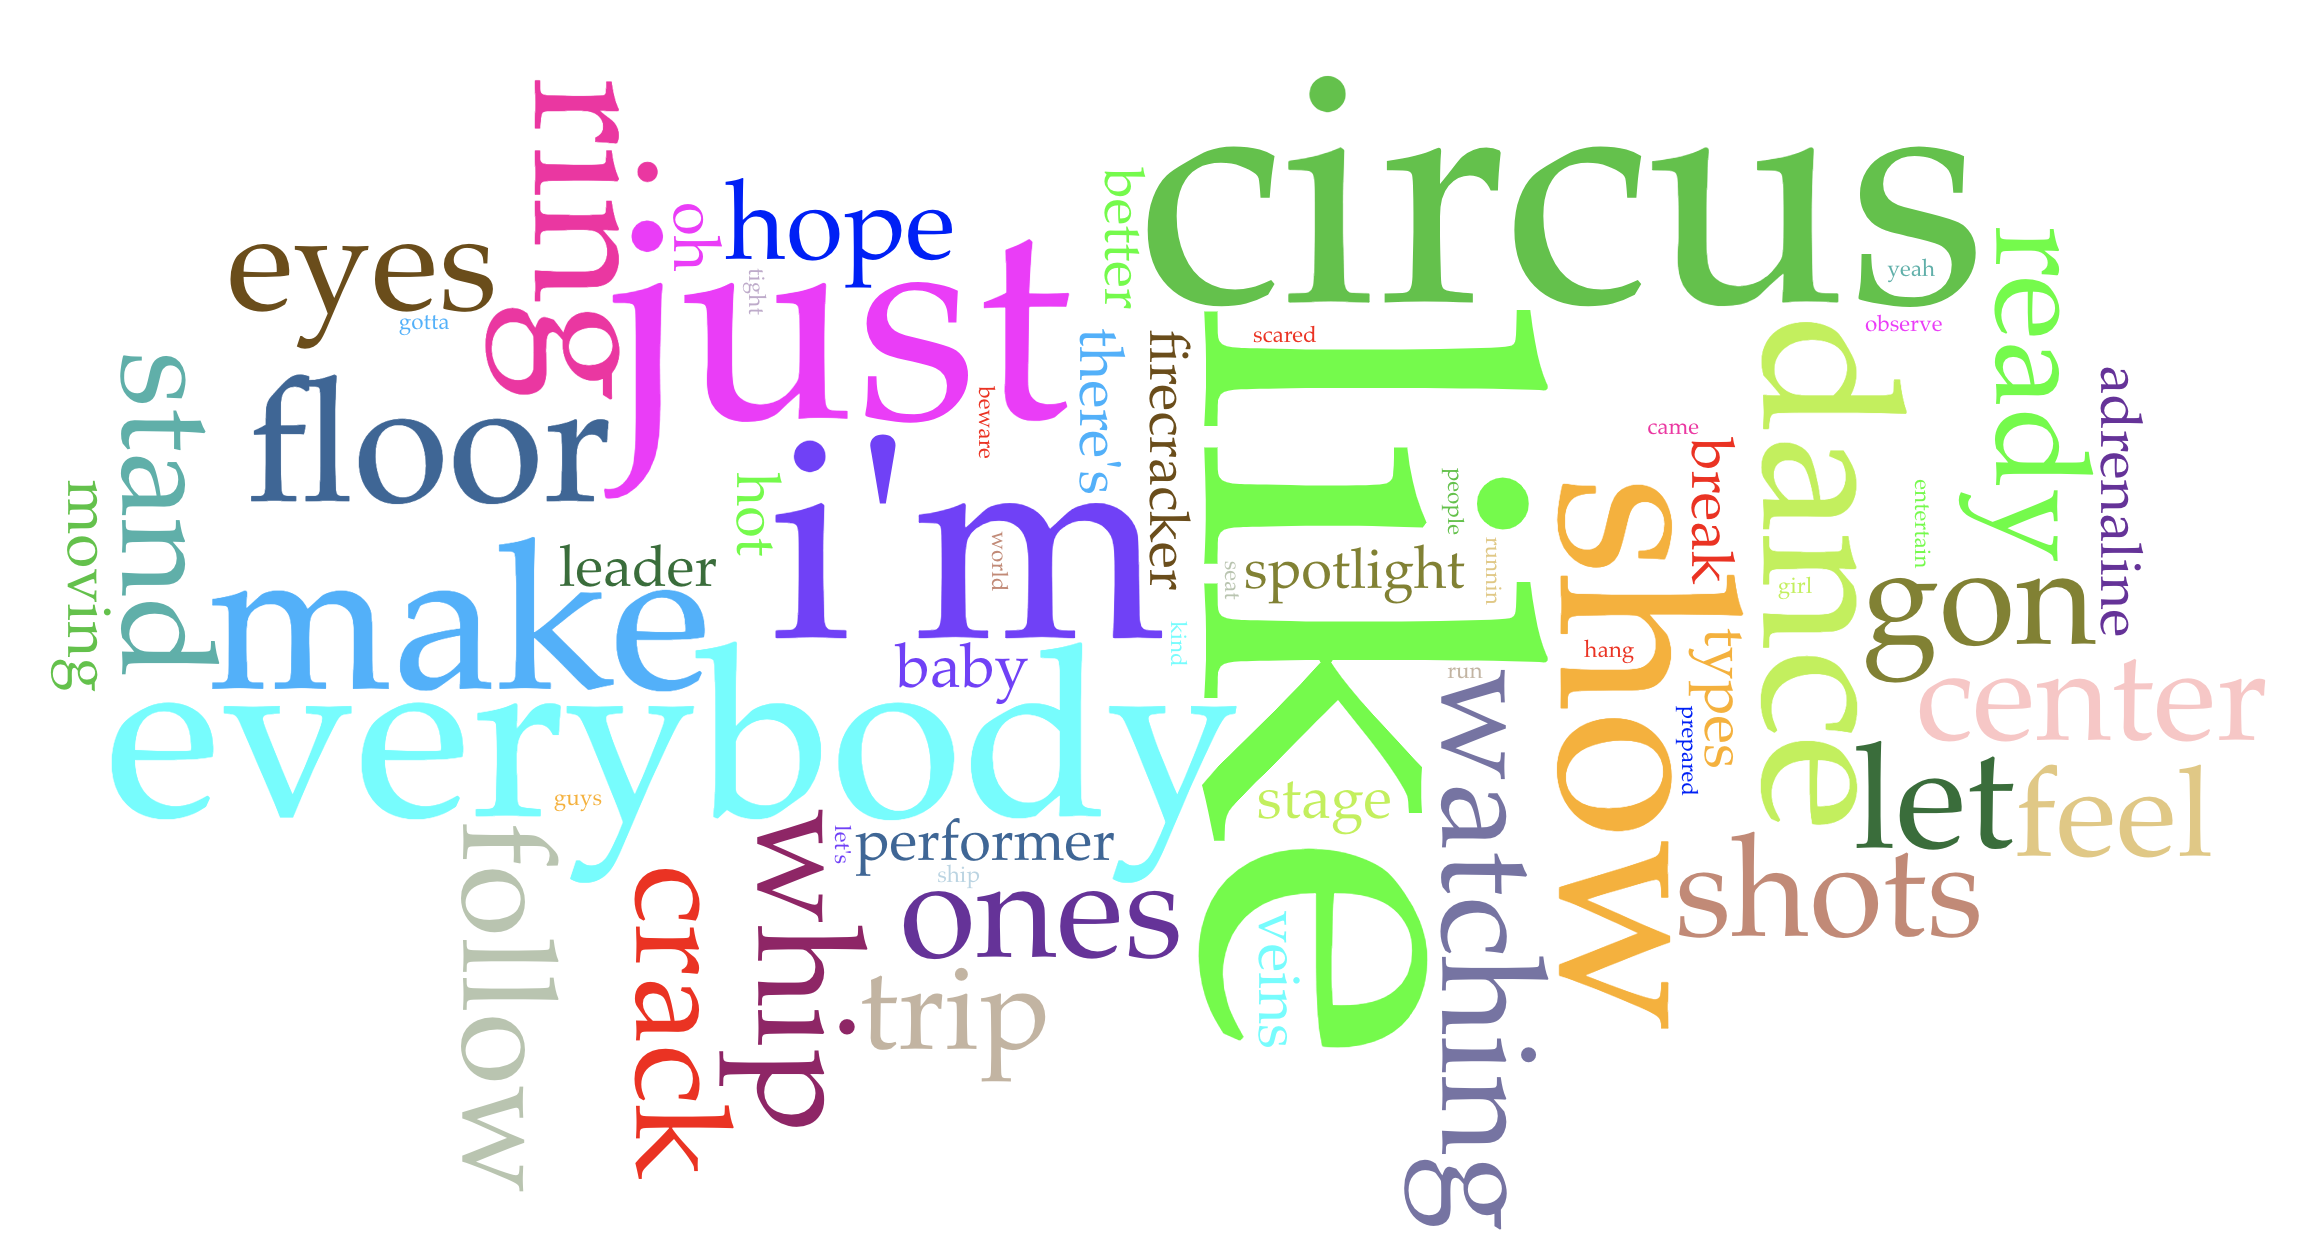 circus
ring
better
hope
oh
just
eyes
tight
yeah
ready
gotta
observe
scared
there's
firecracker
like
dance
stand
floor
adrenaline
beware
came
break
i'm
hot
people
moving
entertain
show
world
leader
spotlight
runnin
seat
make
girl
gon
kind
types
baby
hang
run
everybody
center
watching
prepared
let
feel
guys
stage
let's
performer
follow
whip
shots
ship
crack
ones
veins
trip